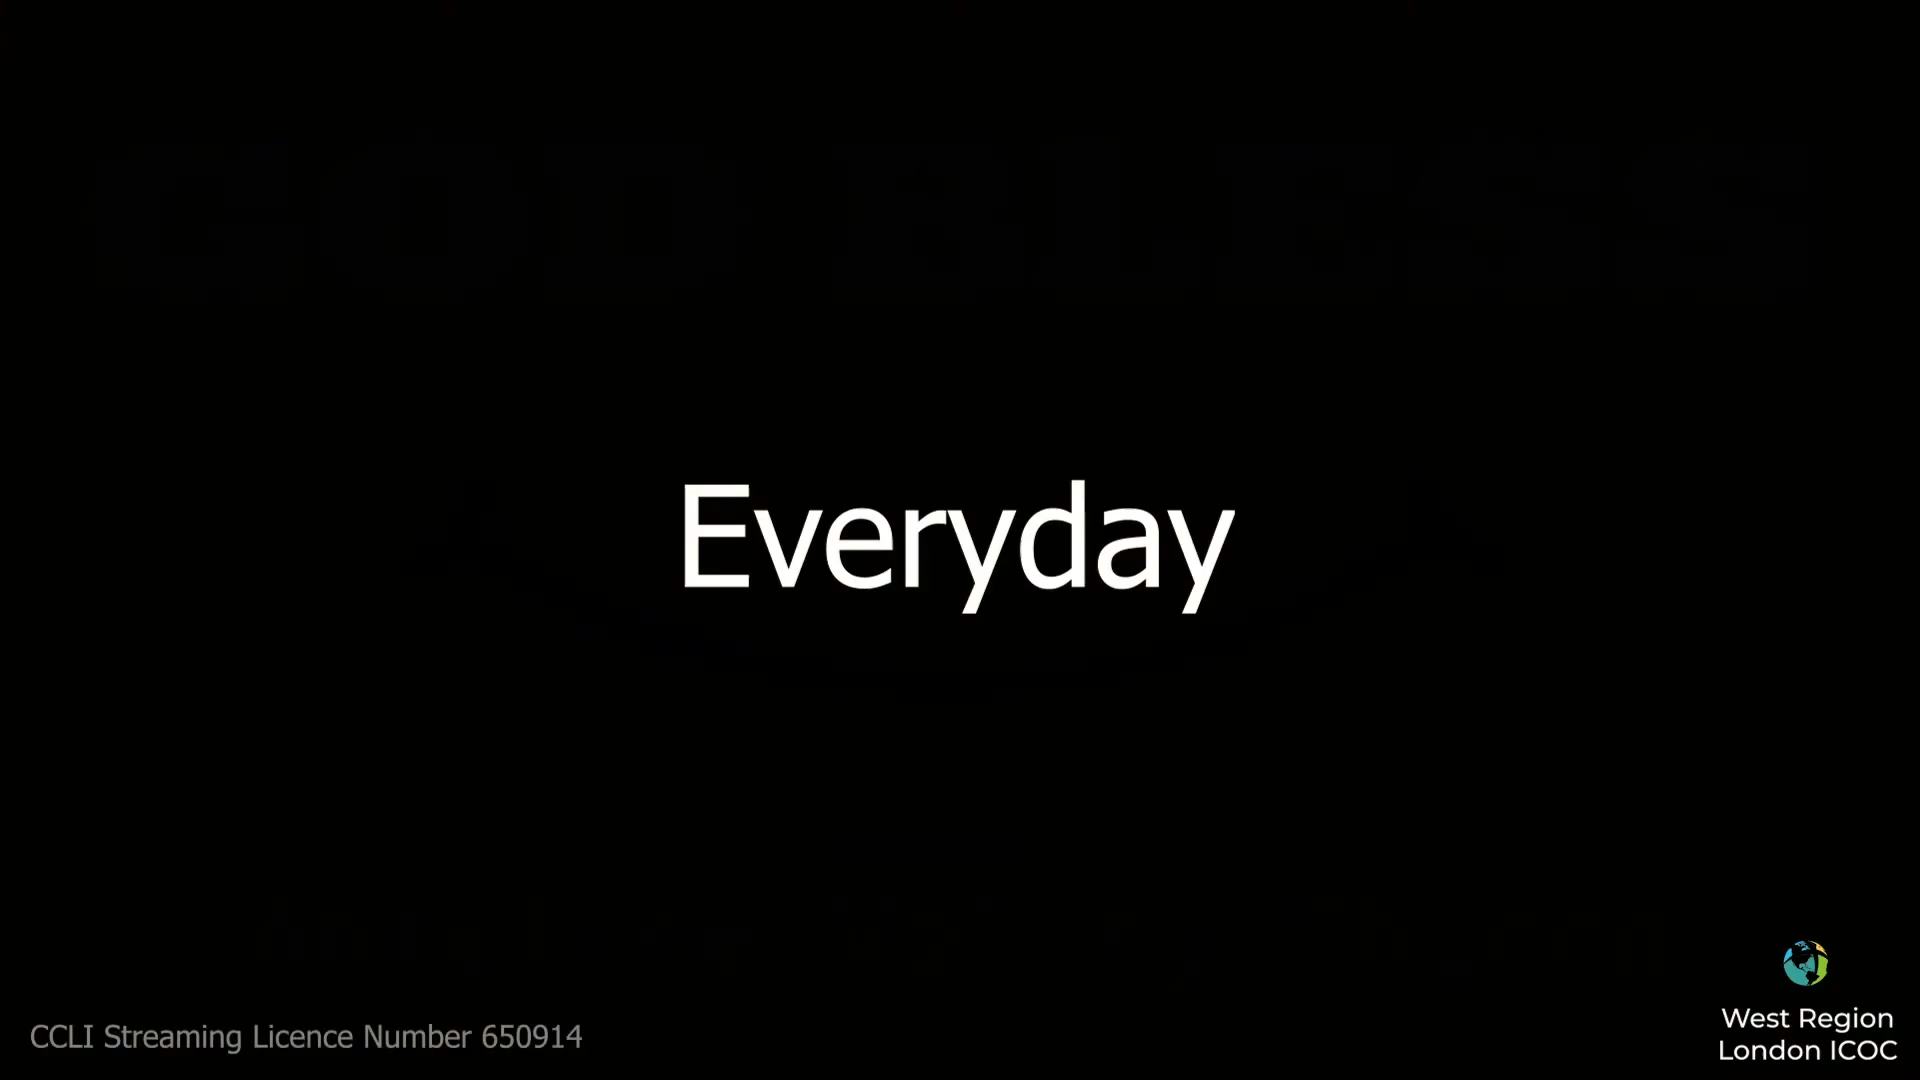 Everyday
CCLI Streaming Licence Number 650914
West Region
London ICOC